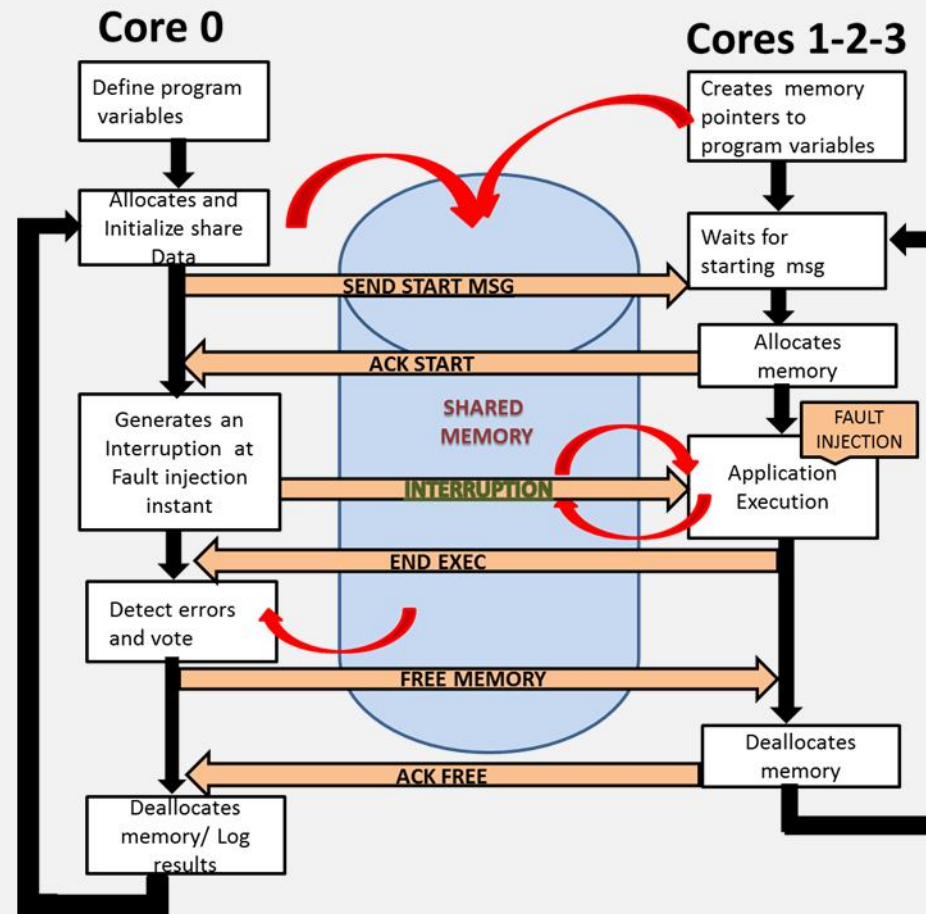 Core 0
Cores 1-2-3
Define program
variables
Creates memory
pointers to
program variables
Allocates and
Initialize share
Data
Waits for
starting msg
SEND START MSG
Allocates
memory
ACK START
SHARED
MEMORY
FAULT
INJECTION
Generates an
Interruption at
Fault injection
instant
Application
Execution
INTERRUPTION
END EXEC
Detect errors
and vote
FREE MEMORY
Deallocates
memory
ACK FREE
Deallocates
memory/ Log
results